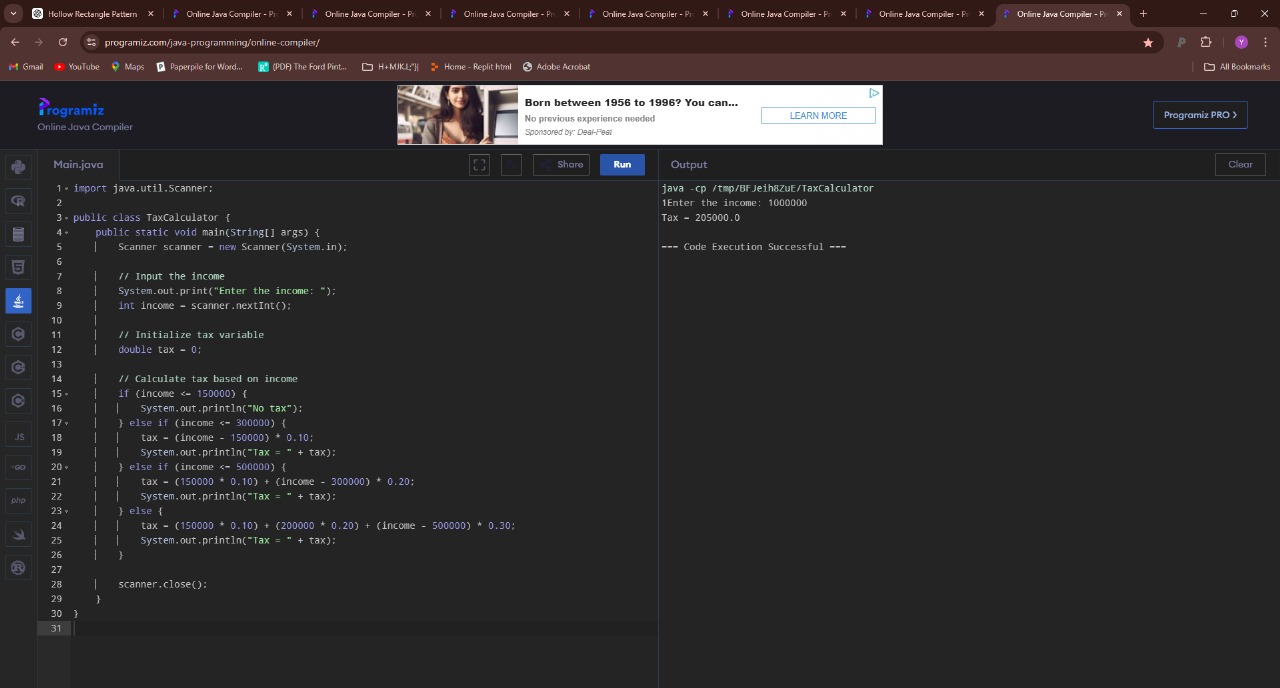 Hollow Rectangle Pattern
Online Java Compiler - Pr
Online Java Compiler - Pr
Online Java Compiler - Pr
Online Java Compiler - Pr
Online Java Compiler - Pr
Online Java Compiler - Pr
Online Java Compiler - Pr
programiz.com/java-programming/online-compiler/
Gmail
YouTube
Maps
Paperpile for Word...
(PDF) The Ford Pint...
Home - Replit html
Adobe Acrobat
All Bookmarks
Programiz
Online Java Compiler
Born between 1956 to 1996? You can...
No previous experience needed
Sponsored by: Deal-Peat
LEARN MORE
Programiz PRO >
Main.java
Share
Run
Output
Clear
1 import java.util.Scanner;
2
3 public class TaxCalculator {
4 public static void main(String[] args) {
5 Scanner scanner = new Scanner(System.in);
6
7 // Input the income
8 System.out.print("Enter the income: ");
9 int income = scanner.nextInt();
10
11 // Initialize tax variable
12 double tax = 0;
13
14 // Calculate tax based on income
15 if (income <= 150000) {
16 System.out.println("No tax");
17 } else if (income <= 300000) {
18 tax = (income - 150000) * 0.10;
19 System.out.println("Tax = " + tax);
20 } else if (income <= 500000) {
21 tax = (150000 * 0.10) + (income - 300000) * 0.20;
22 System.out.println("Tax = " + tax);
23 } else {
24 tax = (150000 * 0.10) + (200000 * 0.20) + (income - 500000) * 0.30;
25 System.out.println("Tax = " + tax);
26 }
27
28 scanner.close();
29 }
30 }
31
java -cp /tmp/BFJeih8ZuE/TaxCalculator
1Enter the income: 1000000
Tax = 205000.0
=== Code Execution Successful ===
JS
GO
php